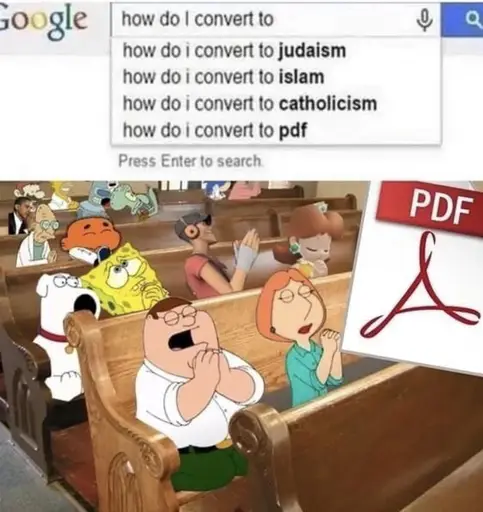 Google
how do I convert to
how do i convert to judaism
how do i convert to islam
how do i convert to catholicism
how do i convert to pdf
Press Enter to search.
PDF